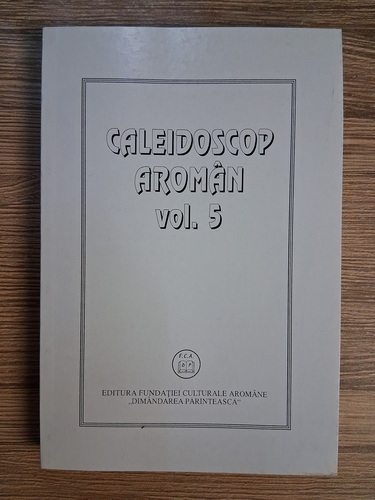 CALEIDOSCOP
AROMÂN
vol. 5
F.C.A.
D P
EDITURA FUNDAȚIEI CULTURALE AROMÂNE
„DIMÂNDAREA PĂRINTEASCĂ"